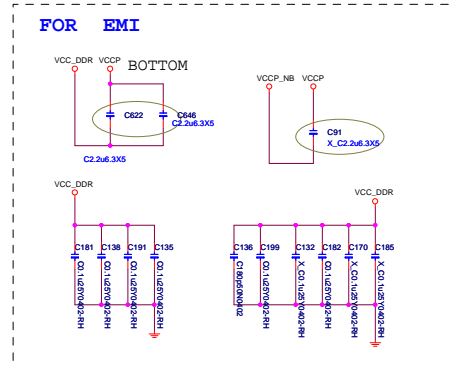 FOR EMI
VCC_DDR VCCP BOTTOM
VCCP_NB VCCP
C622 C646
C2.2u6.3X5
C2.2u6.3X5
C91
X_C2.2u6.3X5
VCC_DDR
VCC_DDR
C181 C138 C191 C135
C0.1u25Y0402-RH C0.1u25Y0402-RH C0.1u25Y0402-RH C0.1u25Y0402-RH
C136 C199 C132 C182 C170 C185
C180p50N0402 C0.1u25Y0402-RH X_C0.1u25Y0402-RH C0.1u25Y0402-RH X_C0.1u25Y0402-RH X_C0.1u25Y0402-RH